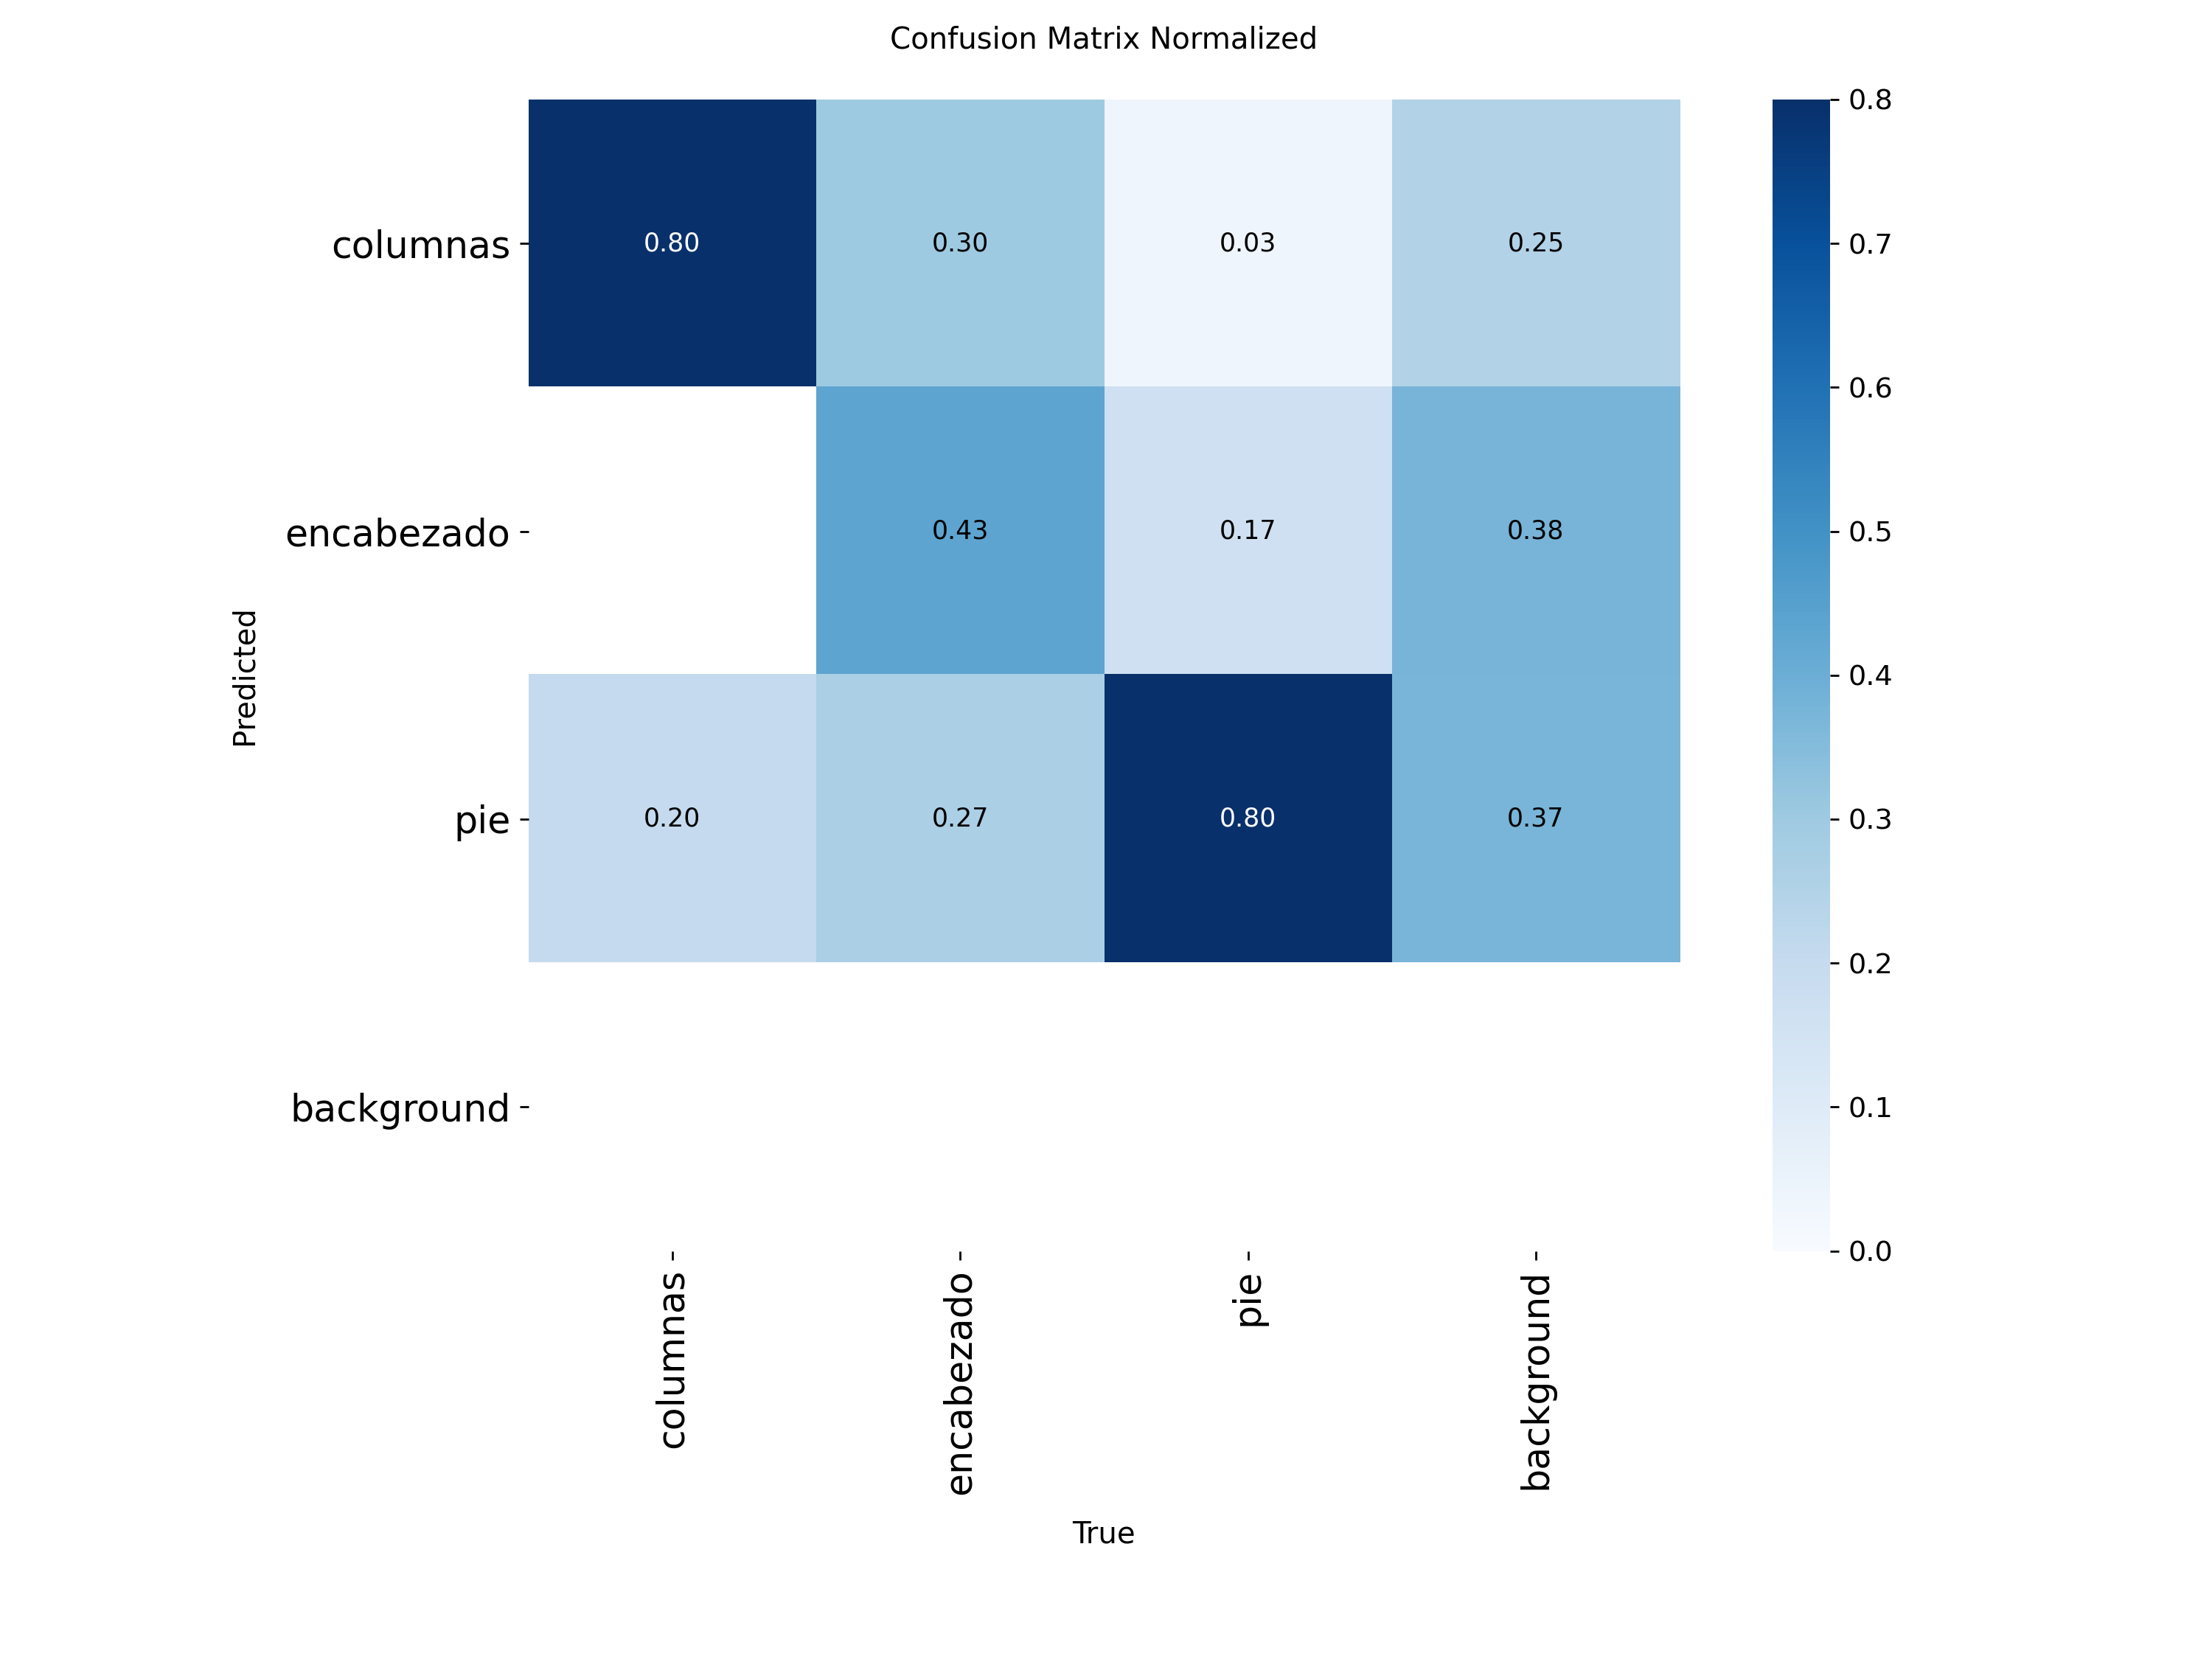 Confusion Matrix Normalized
columnas
0.80
0.30
0.03
0.25
encabezado
0.43
0.17
0.38
pie
0.20
0.27
0.80
0.37
background
Predicted
columnas
encabezado
pie
background
True
0.8
0.7
0.6
0.5
0.4
0.3
0.2
0.1
0.0